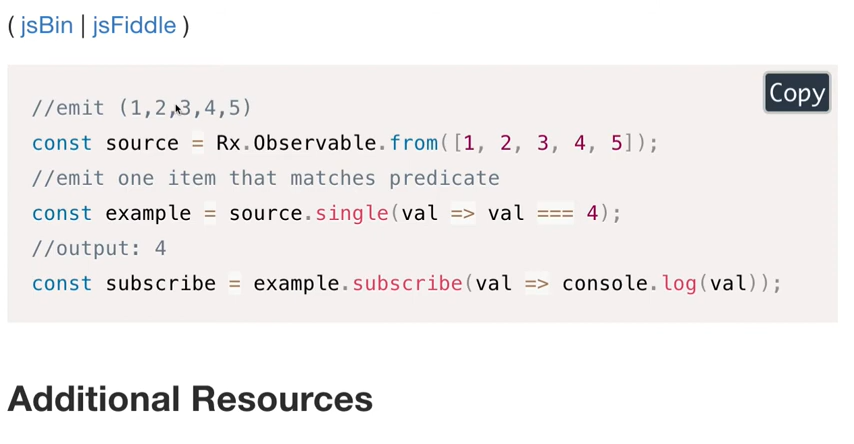 ( jsBin | jsFiddle )
Copy
//emit (1,2,3,4,5)
const source = Rx.Observable.from([1, 2, 3, 4, 5]);
//emit one item that matches predicate
const example = source.single(val => val === 4);
//output: 4
const subscribe = example.subscribe(val => console.log(val));
Additional Resources